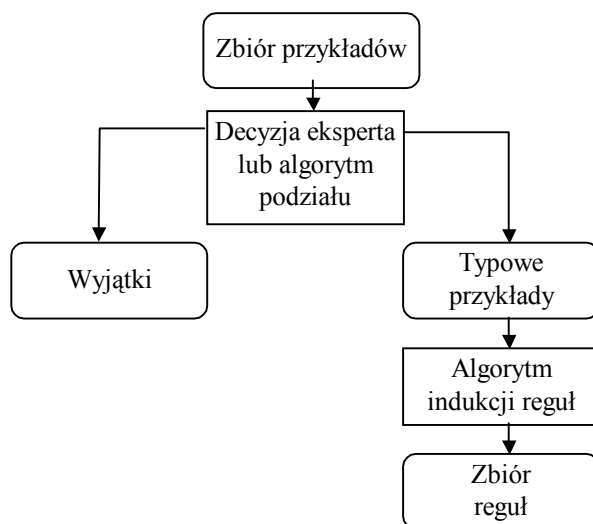 Zbiór przykładów
Decyzja eksperta
lub algorytm
podziału
Wyjątki
Typowe
przykłady
Algorytm
indukcji reguł
Zbiór
reguł